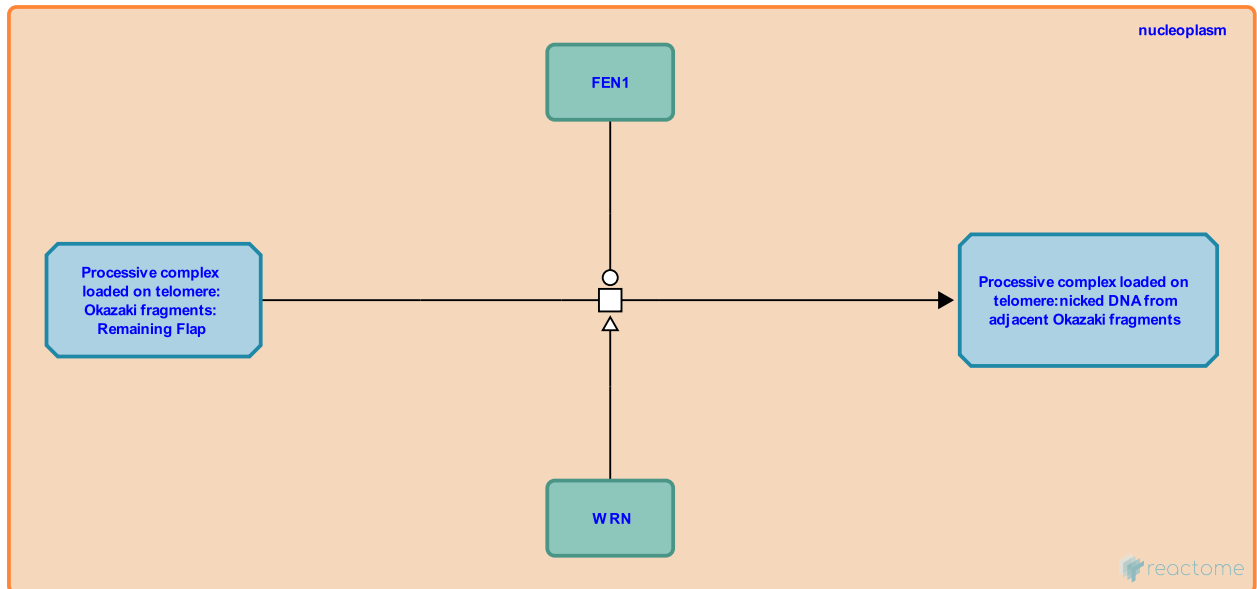 nucleoplasm
FEN1
Processive complex
loaded on telomere:
Okazaki fragments:
Remaining Flap
Processive complex loaded on
telomere:nicked DNA from
adjacent Okazaki fragments
WRN
reactome